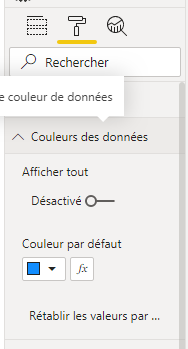 Rechercher
e couleur de données
Couleurs des données
Afficher tout
Désactivé
Couleur par défaut
fx
Rétablir les valeurs par ...